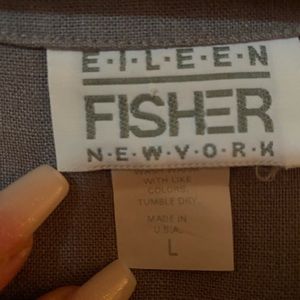 E·I·L·E·E·N
FISHER
N·E·W·Y·O·R·K
WITH LIKE
COLORS.
TUMBLE DRY.
MADE IN
U.S.A.
L